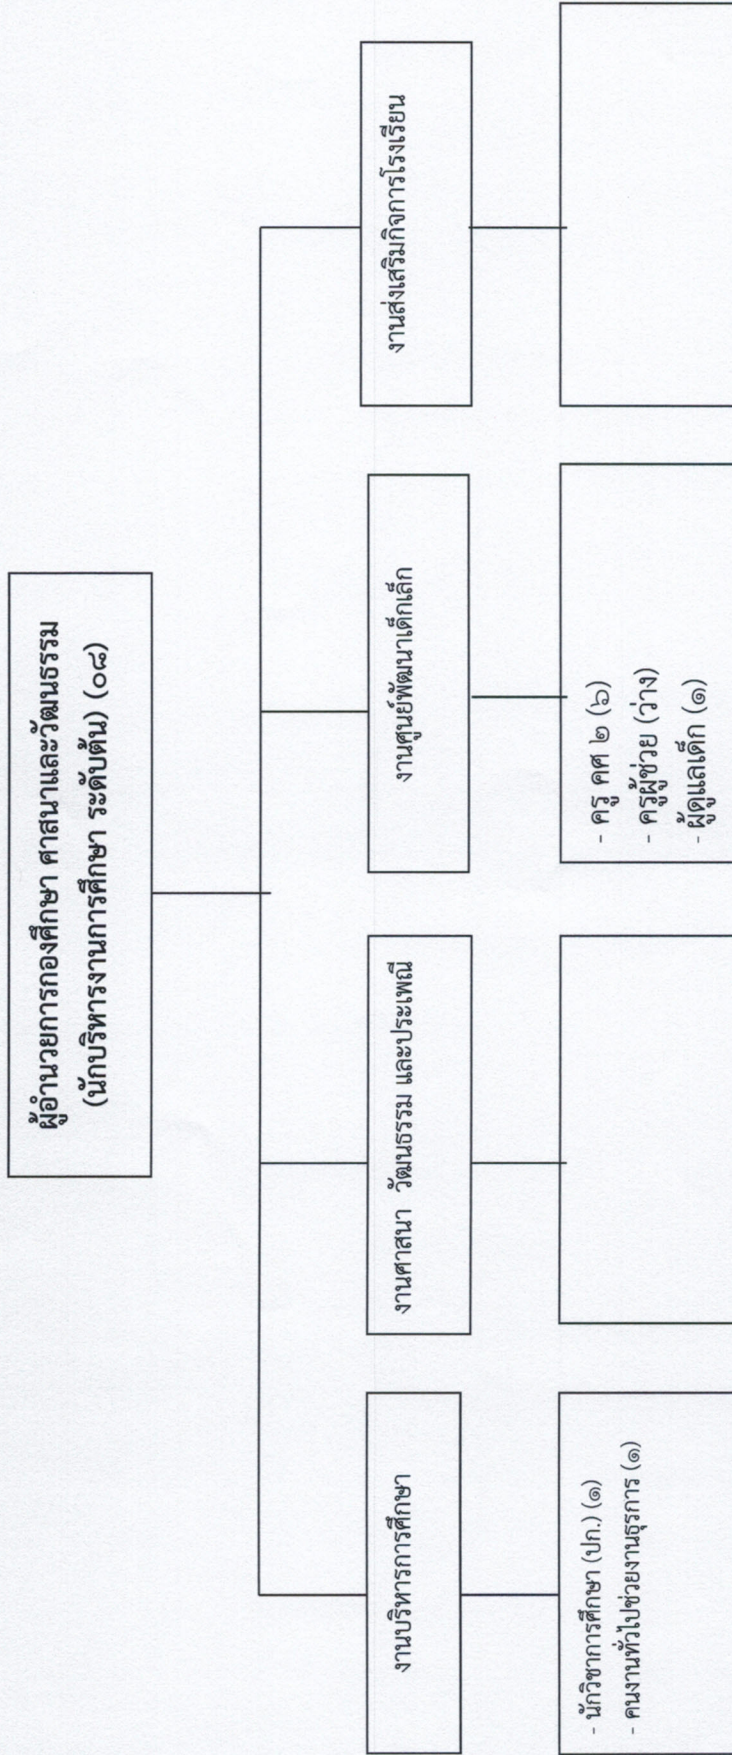 ผู้อำนวยการกองศึกษา ศาสนาและวัฒนธรรม
(นักบริหารงานการศึกษา ระดับต้น) (๐๘)
งานบริหารการศึกษา
งานศาสนา วัฒนธรรม และประเพณี
งานศูนย์พัฒนาเด็กเล็ก
งานส่งเสริมกิจการโรงเรียน
- นักวิชาการศึกษา (ปก.) (๑)
- คนงานทั่วไปช่วยงานธุรการ (๑)
- ครู คศ ๒ (๖)
- ครูผู้ช่วย (ว่าง)
- ผู้ดูแลเด็ก (๑)